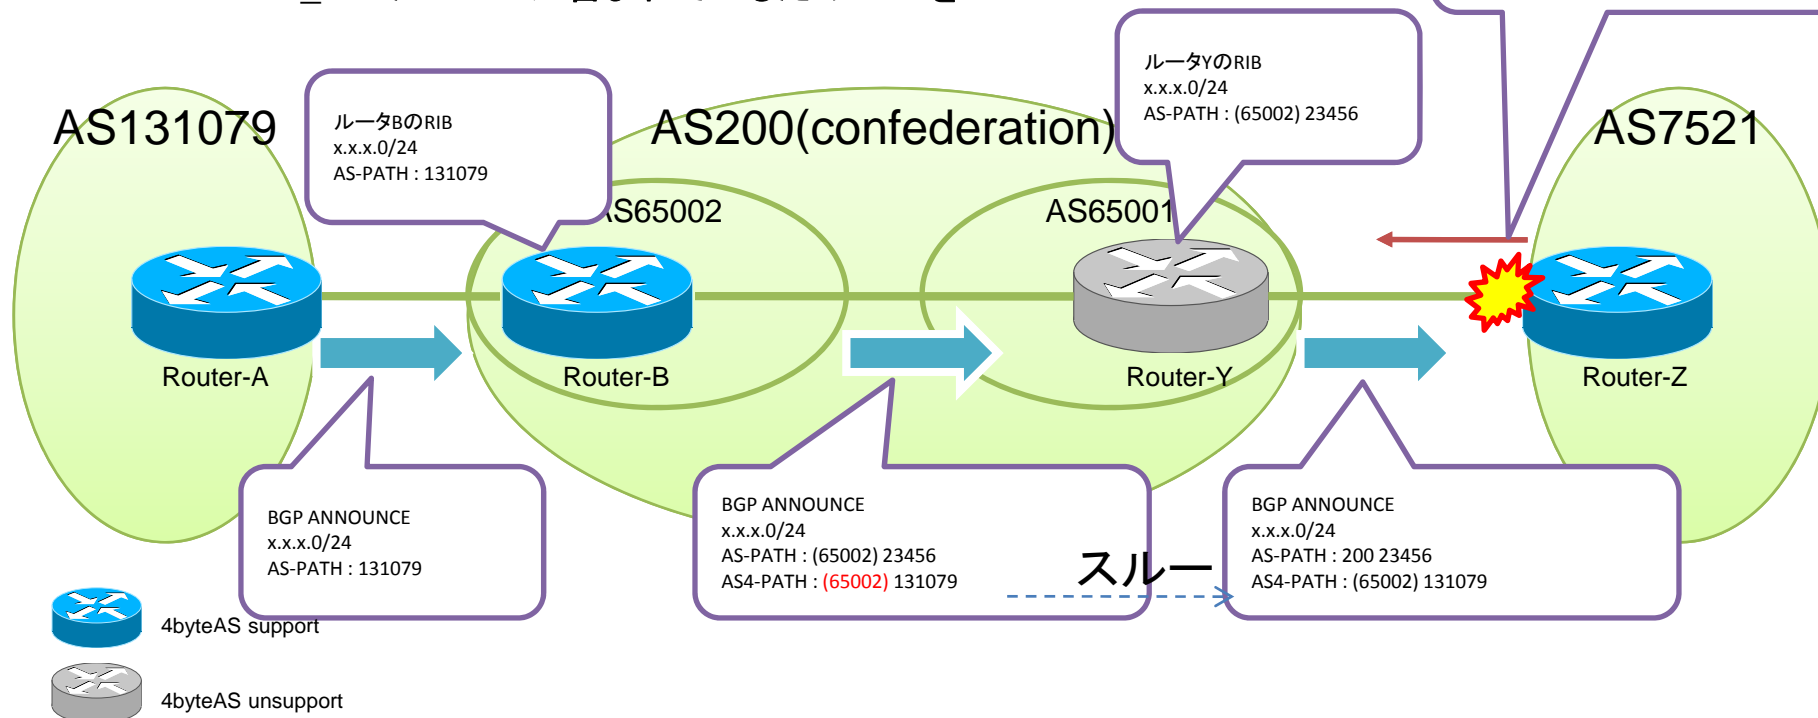 ルータYのRIB
x.x.x.0/24
AS-PATH : (65002) 23456
AS131079
ルータBのRIB
x.x.x.0/24
AS-PATH : 131079
AS200(confederation)
AS7521
AS65002
AS65001
Router-A
Router-B
Router-Y
Router-Z
BGP ANNOUNCE
x.x.x.0/24
AS-PATH : 131079
BGP ANNOUNCE
x.x.x.0/24
AS-PATH : (65002) 23456
AS4-PATH : (65002) 131079
スルー
BGP ANNOUNCE
x.x.x.0/24
AS-PATH : 200 23456
AS4-PATH : (65002) 131079
4byteAS support
4byteAS unsupport